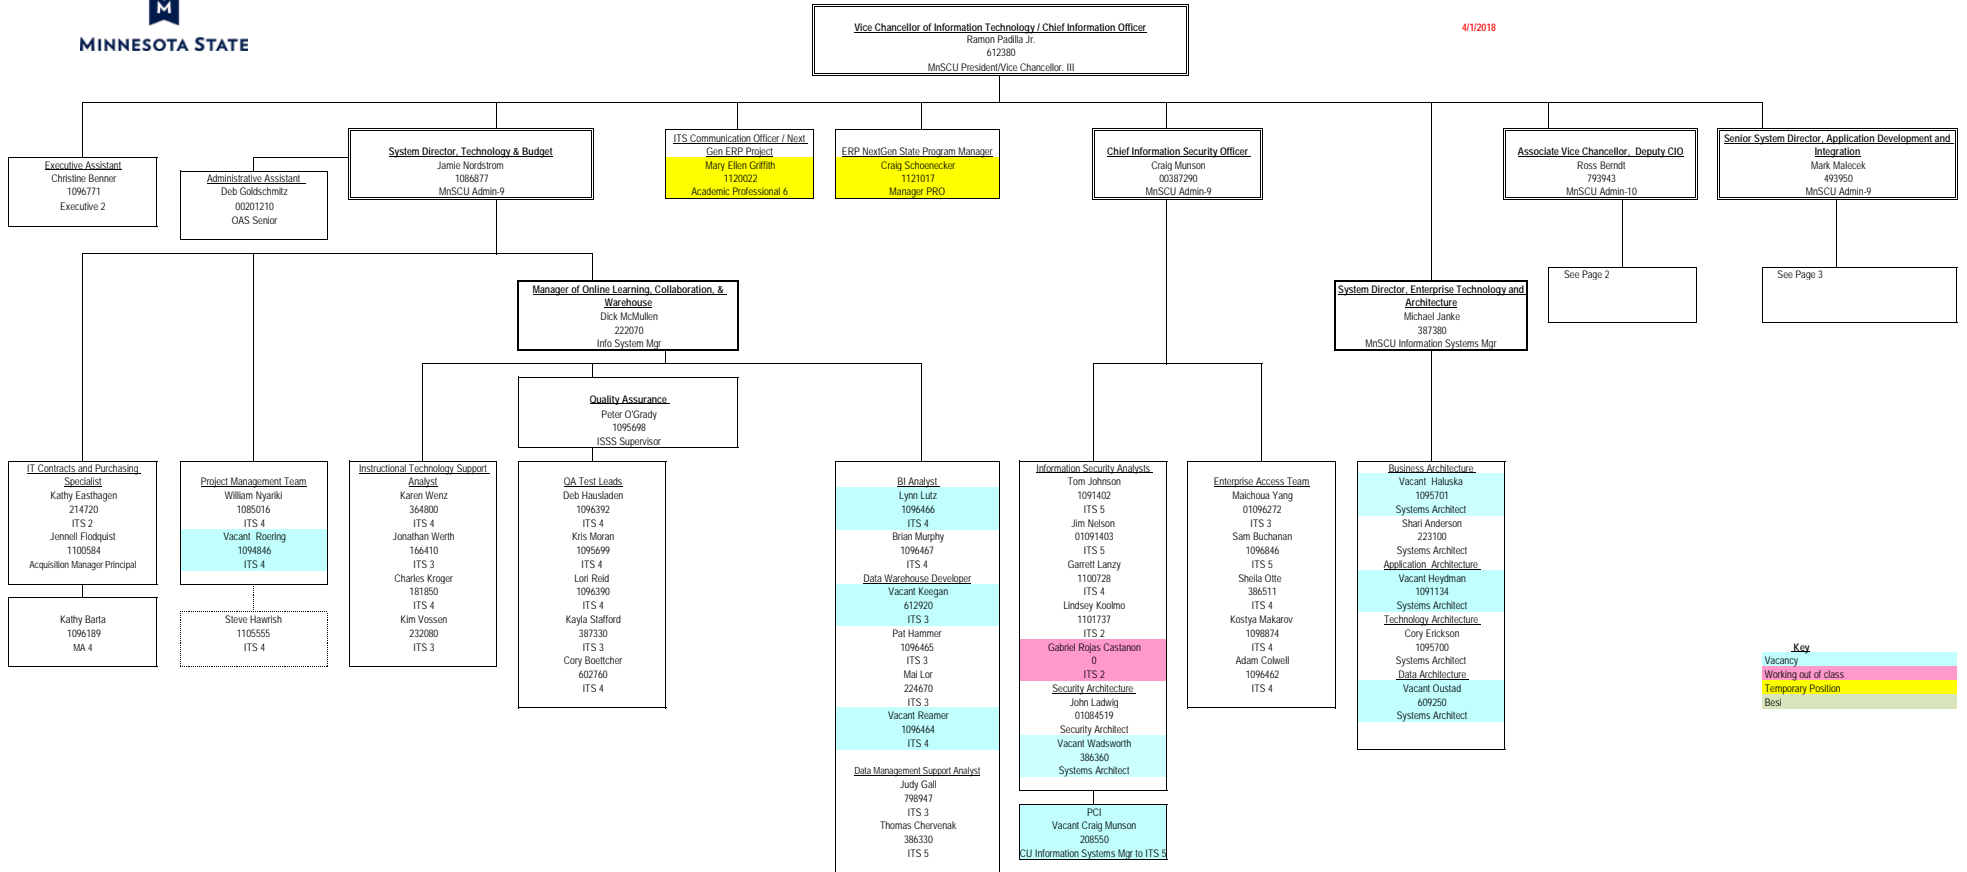 M
MINNESOTA STATE
Vice Chancellor of Information Technology / Chief Information Officer
Ramon Padilla Jr.
612380
MnSCU President/Vice Chancellor. III
4/1/2018
Executive Assistant
Christine Benner
1096771
Executive 2
Administrative Assistant
Deb Goldschmitz
00201210
OAS Senior
System Director, Technology & Budget
Jamie Nordstrom
1086877
MnSCU Admin-9
ITS Communication Officer / Next
Gen ERP Project
Mary Ellen Griffith
1120022
Academic Professional 6
ERP NextGen State Program Manager
Craig Schoenecker
1121017
Manager PRO
Chief Information Security Officer
Craig Munson
00387290
MnSCU Admin-9
Associate Vice Chancellor, Deputy CIO
Ross Berndt
793943
MnSCU Admin-10
Senior System Director, Application Development and
Integration
Mark Malecek
493950
MnSCU Admin-9
See Page 2
See Page 3
Manager of Online Learning, Collaboration, &
Warehouse
Dick McMullen
222070
Info System Mgr
System Director, Enterprise Technology and
Architecture
Michael Janke
387380
MnSCU Information Systems Mgr
Quality Assurance
Peter O'Grady
1095698
ISSS Supervisor
IT Contracts and Purchasing
Specialist
Kathy Easthagen
214720
ITS 2
Jennell Flodquist
1100584
Acquisition Manager Principal
Kathy Barta
1096189
MA 4
Project Management Team
William Nyariki
1085016
ITS 4
Vacant Roering
1094846
ITS 4
Steve Hawrish
1105555
ITS 4
Instructional Technology Support
Analyst
Karen Wenz
364800
ITS 4
Jonathan Werth
166410
ITS 3
Charles Kroger
181850
ITS 4
Kim Vossen
232080
ITS 3
QA Test Leads
Deb Hausladen
1096392
ITS 4
Kris Moran
1095699
ITS 4
Lori Reid
1096390
ITS 4
Kayla Stafford
387330
ITS 3
Cory Boettcher
602760
ITS 4
BI Analyst
Lynn Lutz
1096466
ITS 4
Brian Murphy
1096467
ITS 4
Data Warehouse Developer
Vacant Keegan
612920
ITS 3
Pat Hammer
1096465
ITS 3
Mai Lor
224670
ITS 3
Vacant Reamer
1096464
ITS 4
Data Management Support Analyst
Judy Gall
798947
ITS 3
Thomas Chervenak
386330
ITS 5
Information Security Analysts
Tom Johnson
1091402
ITS 5
Jim Nelson
01091403
ITS 5
Garrett Lanzy
1100728
ITS 4
Lindsey Koolmo
1101737
ITS 2
Gabriel Rojas Castanon
0
ITS 2
Security Architecture
John Ladwig
01084519
Security Architect
Vacant Wadsworth
386360
Systems Architect
PCI
Vacant Craig Munson
208550
CU Information Systems Mgr to ITS 5
Enterprise Access Team
Maichoua Yang
01096272
ITS 3
Sam Buchanan
1096846
ITS 5
Sheila Otte
386511
ITS 4
Kostya Makarov
1098874
ITS 4
Adam Colwell
1096462
ITS 4
Business Architecture
Vacant Haluska
1095701
Systems Architect
Shari Anderson
223100
Systems Architect
Application Architecture
Vacant Heydman
1091134
Systems Architect
Technology Architecture
Cory Erickson
1095700
Systems Architect
Data Architecture
Vacant Oustad
609250
Systems Architect
Key
Vacancy
Working out of class
Temporary Position
Besi